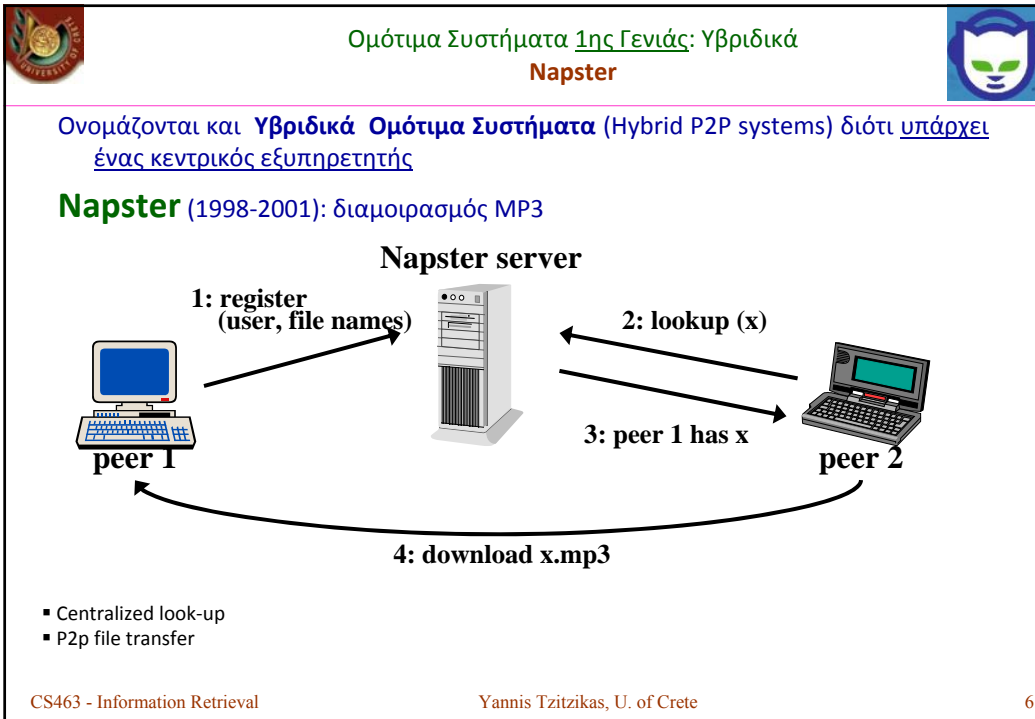 Ομότιμα Συστήματα 1ης Γενιάς: Υβριδικά
Napster
Ονομάζονται και Υβριδικά Ομότιμα Συστήματα (Hybrid P2P systems) διότι υπάρχει
ένας κεντρικός εξυπηρετητής
Napster (1998-2001): διαμοιρασμός MP3
Napster server
1: register
(user, file names)
2: lookup (x)
3: peer 1 has x
peer 1
peer 2
4: download x.mp3
▪ Centralized look-up
▪ P2p file transfer
CS463 - Information Retrieval Yannis Tzitzikas, U. of Crete 6
UNIVERSITY OF CRETE